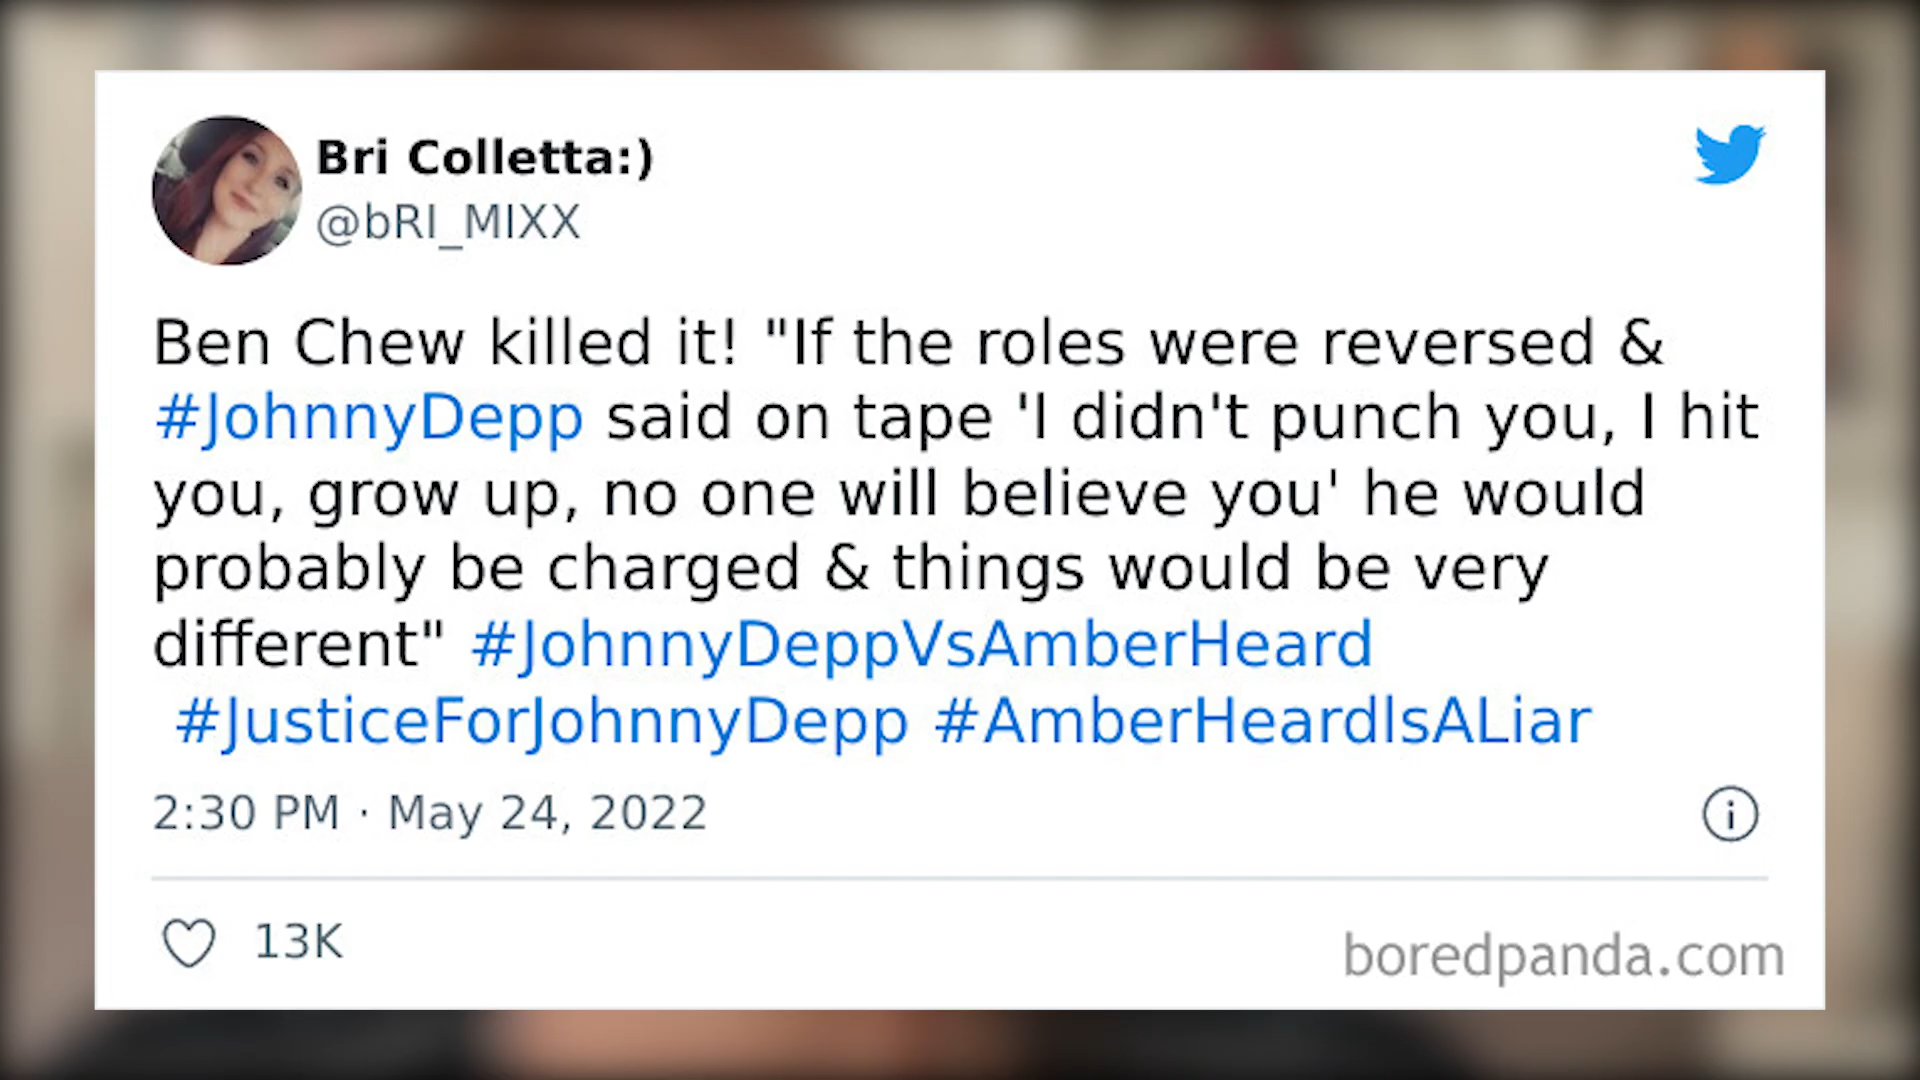 Bri Colletta:)
@bRI_MIXX
Ben Chew killed it! "If the roles were reversed &
#JohnnyDepp said on tape 'I didn't punch you, I hit
you, grow up, no one will believe you' he would
probably be charged & things would be very
different" #JohnnyDeppVsAmberHeard
#JusticeForJohnnyDepp #AmberHeardIsALiar
2:30 PM · May 24, 2022
13K
boredpanda.com